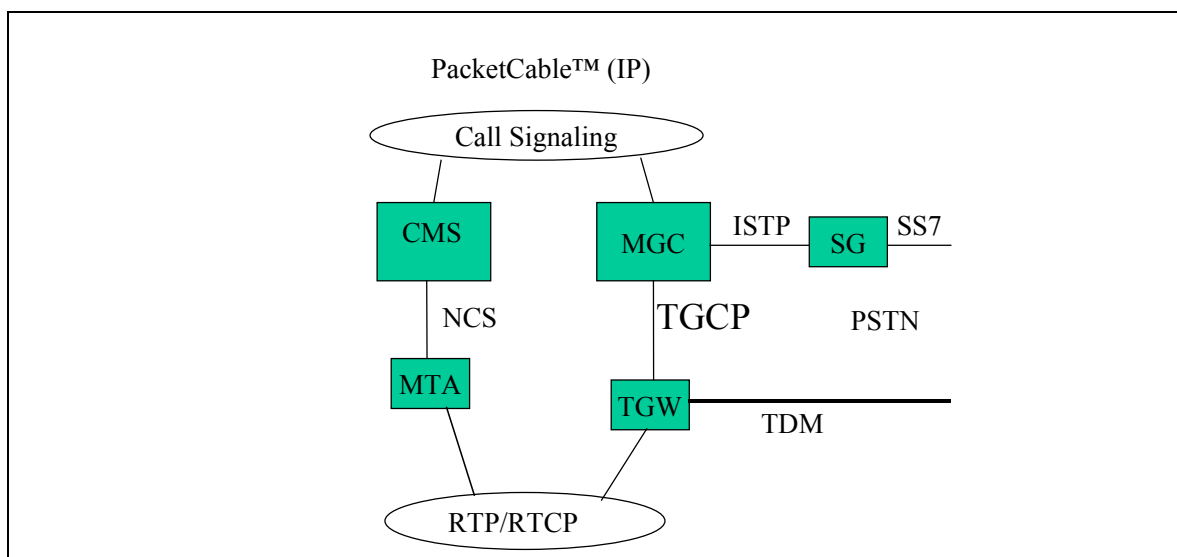 PacketCable™ (IP)
Call Signaling
CMS
MGC
ISTP
SG
SS7
NCS
TGCP
PSTN
MTA
TGW
TDM
RTP/RTCP